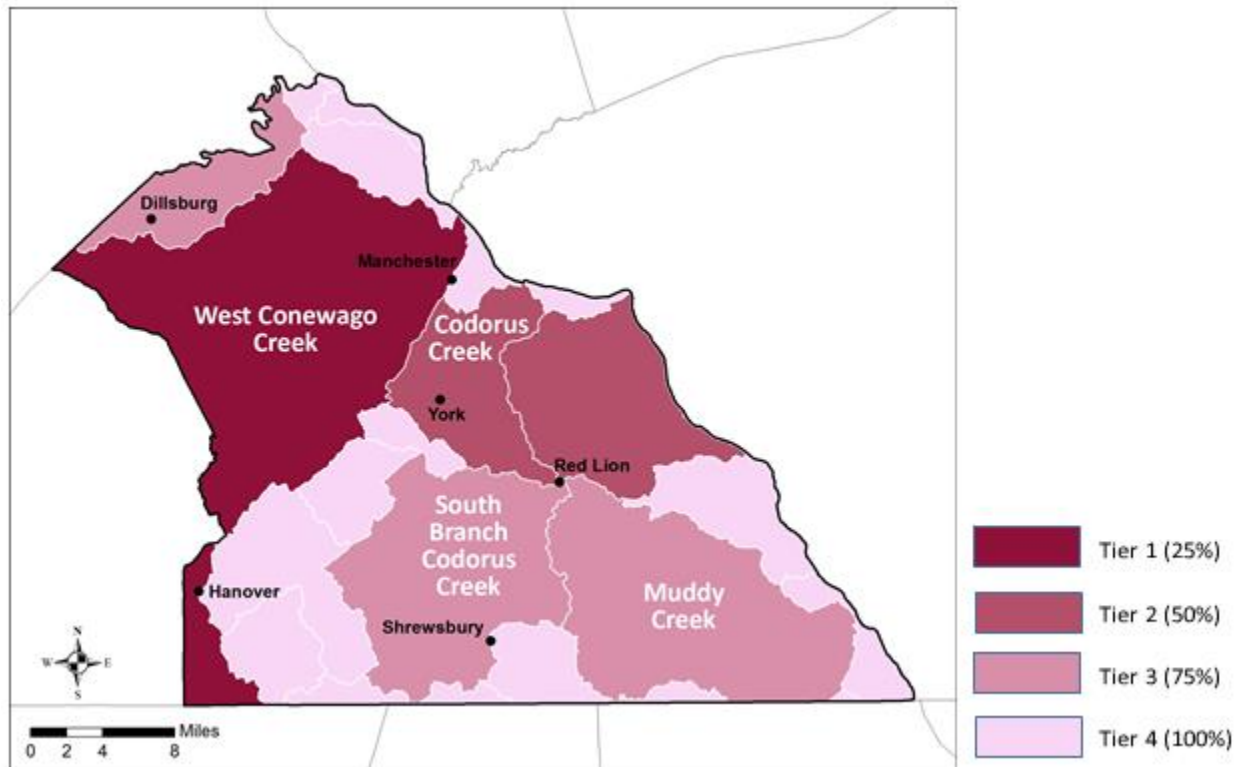 Dillsburg
Manchester
West Conewago
Creek
Codorus
Creek
York
Red Lion
South
Branch
Codorus
Creek
Muddy
Creek
Hanover
Shrewsbury
N
W E
S
Miles
0 2 4 8
Tier 1 (25%)
Tier 2 (50%)
Tier 3 (75%)
Tier 4 (100%)